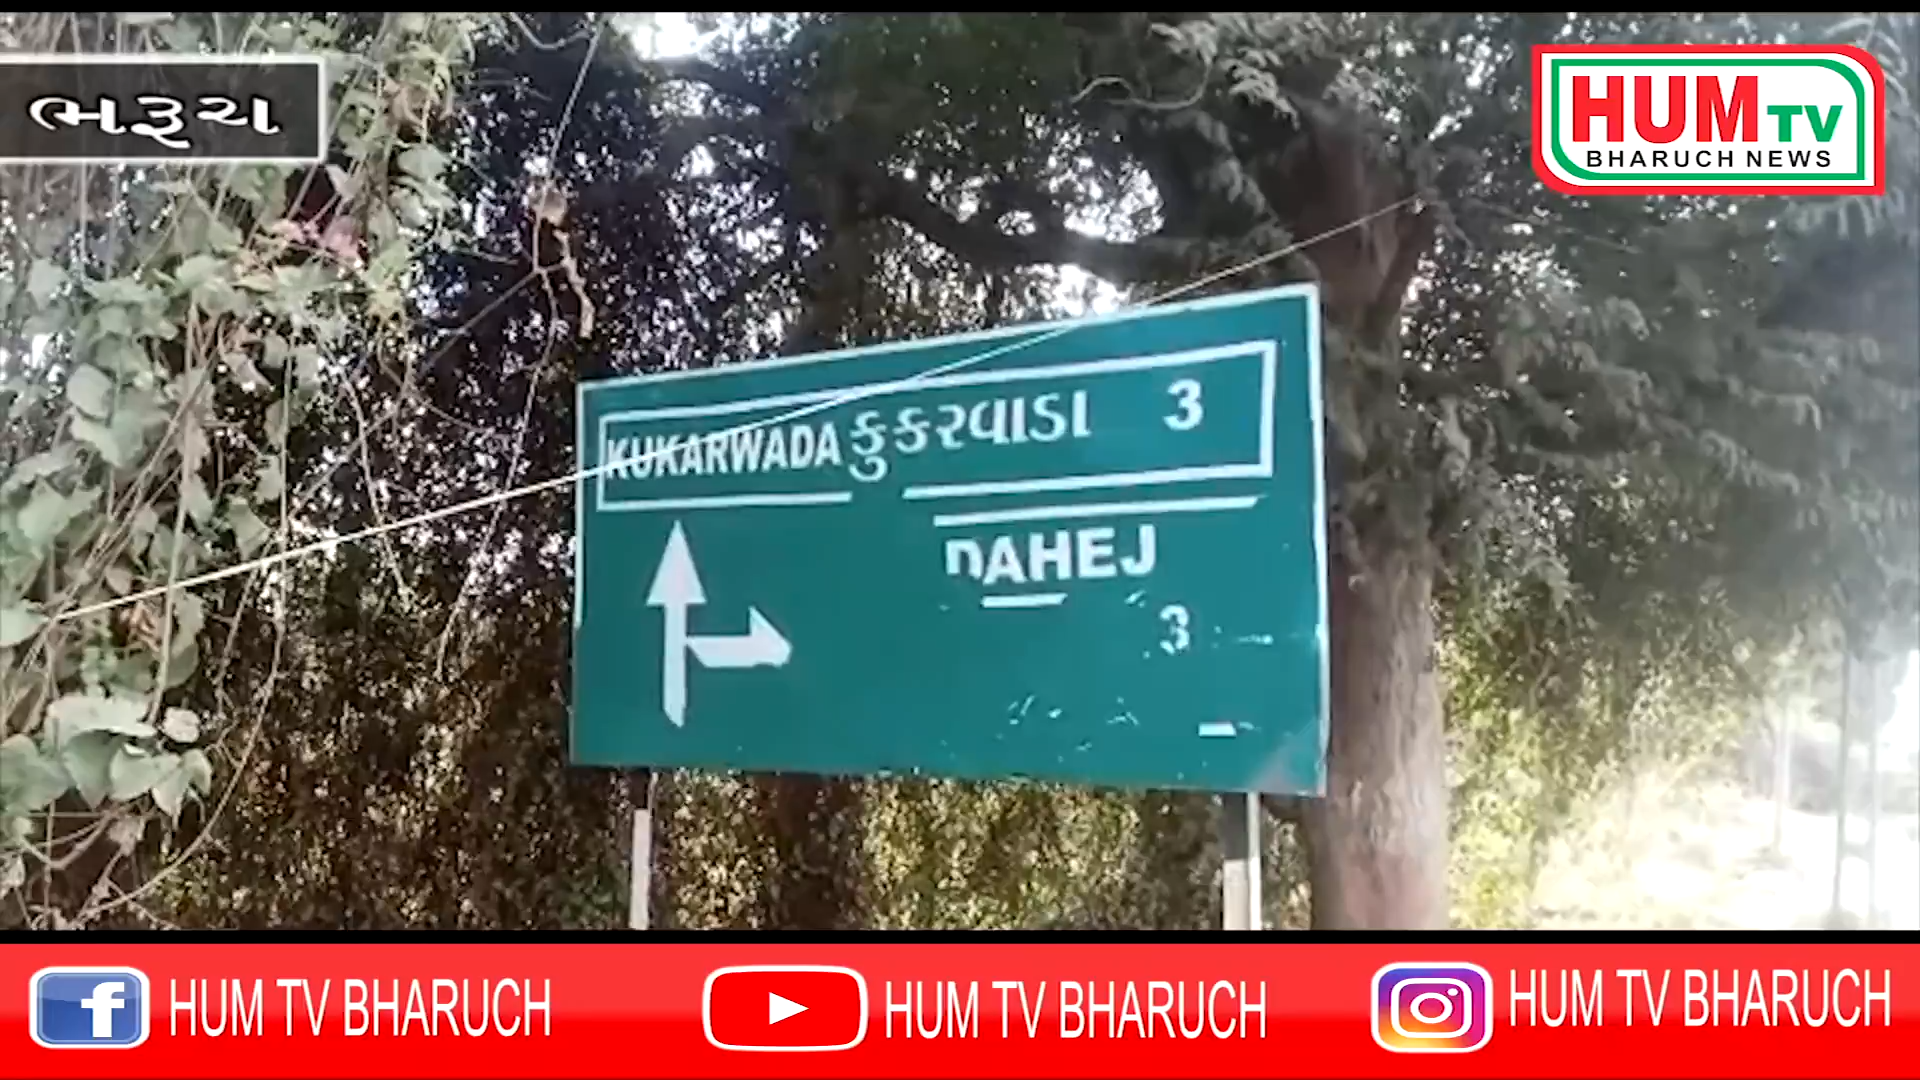 ભરૂચ
HUM TV
BHARUCH NEWS
KUKARWADA કુકરવાડા 3
DAHEJ
3
HUM TV BHARUCH
HUM TV BHARUCH
HUM TV BHARUCH